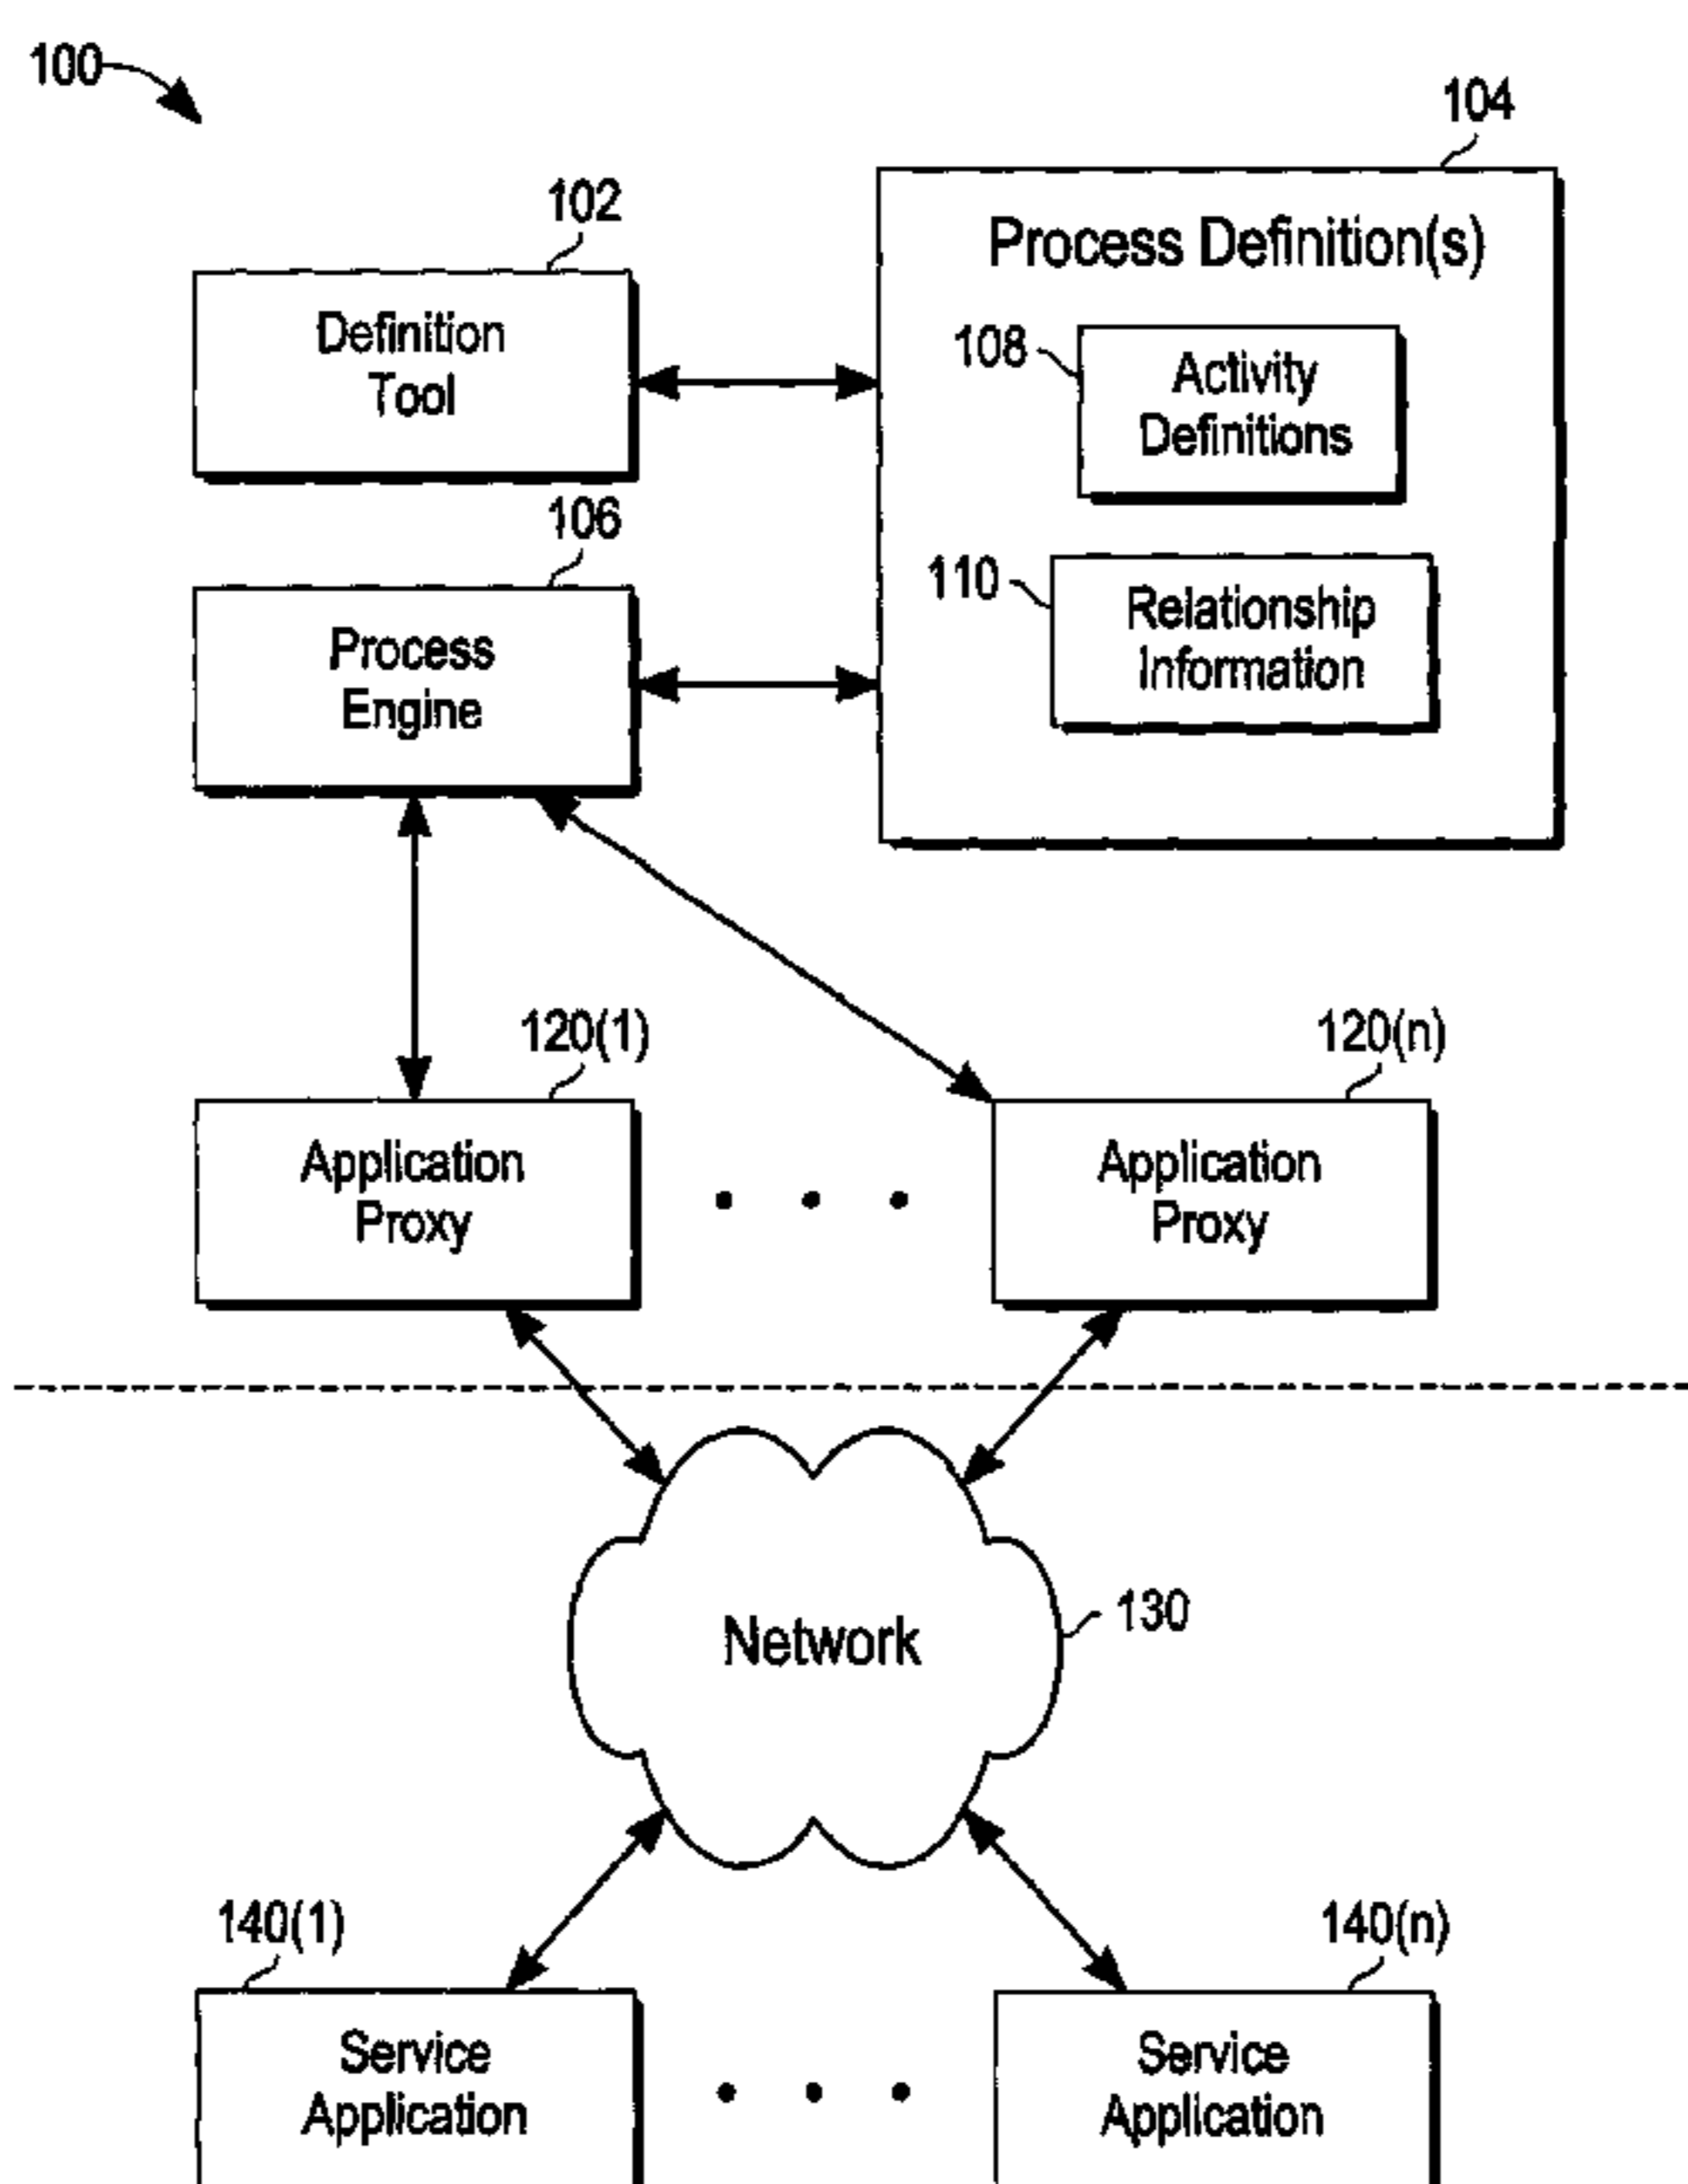 100
104
102
Process Definition(s)
Definition
Tool
108
Activity
Definitions
106
110
Relationship
Information
Process
Engine
120(1)
120(n)
Application
Proxy
Application
Proxy
Network
130
140(1)
140(n)
Service
Application
Service
Application